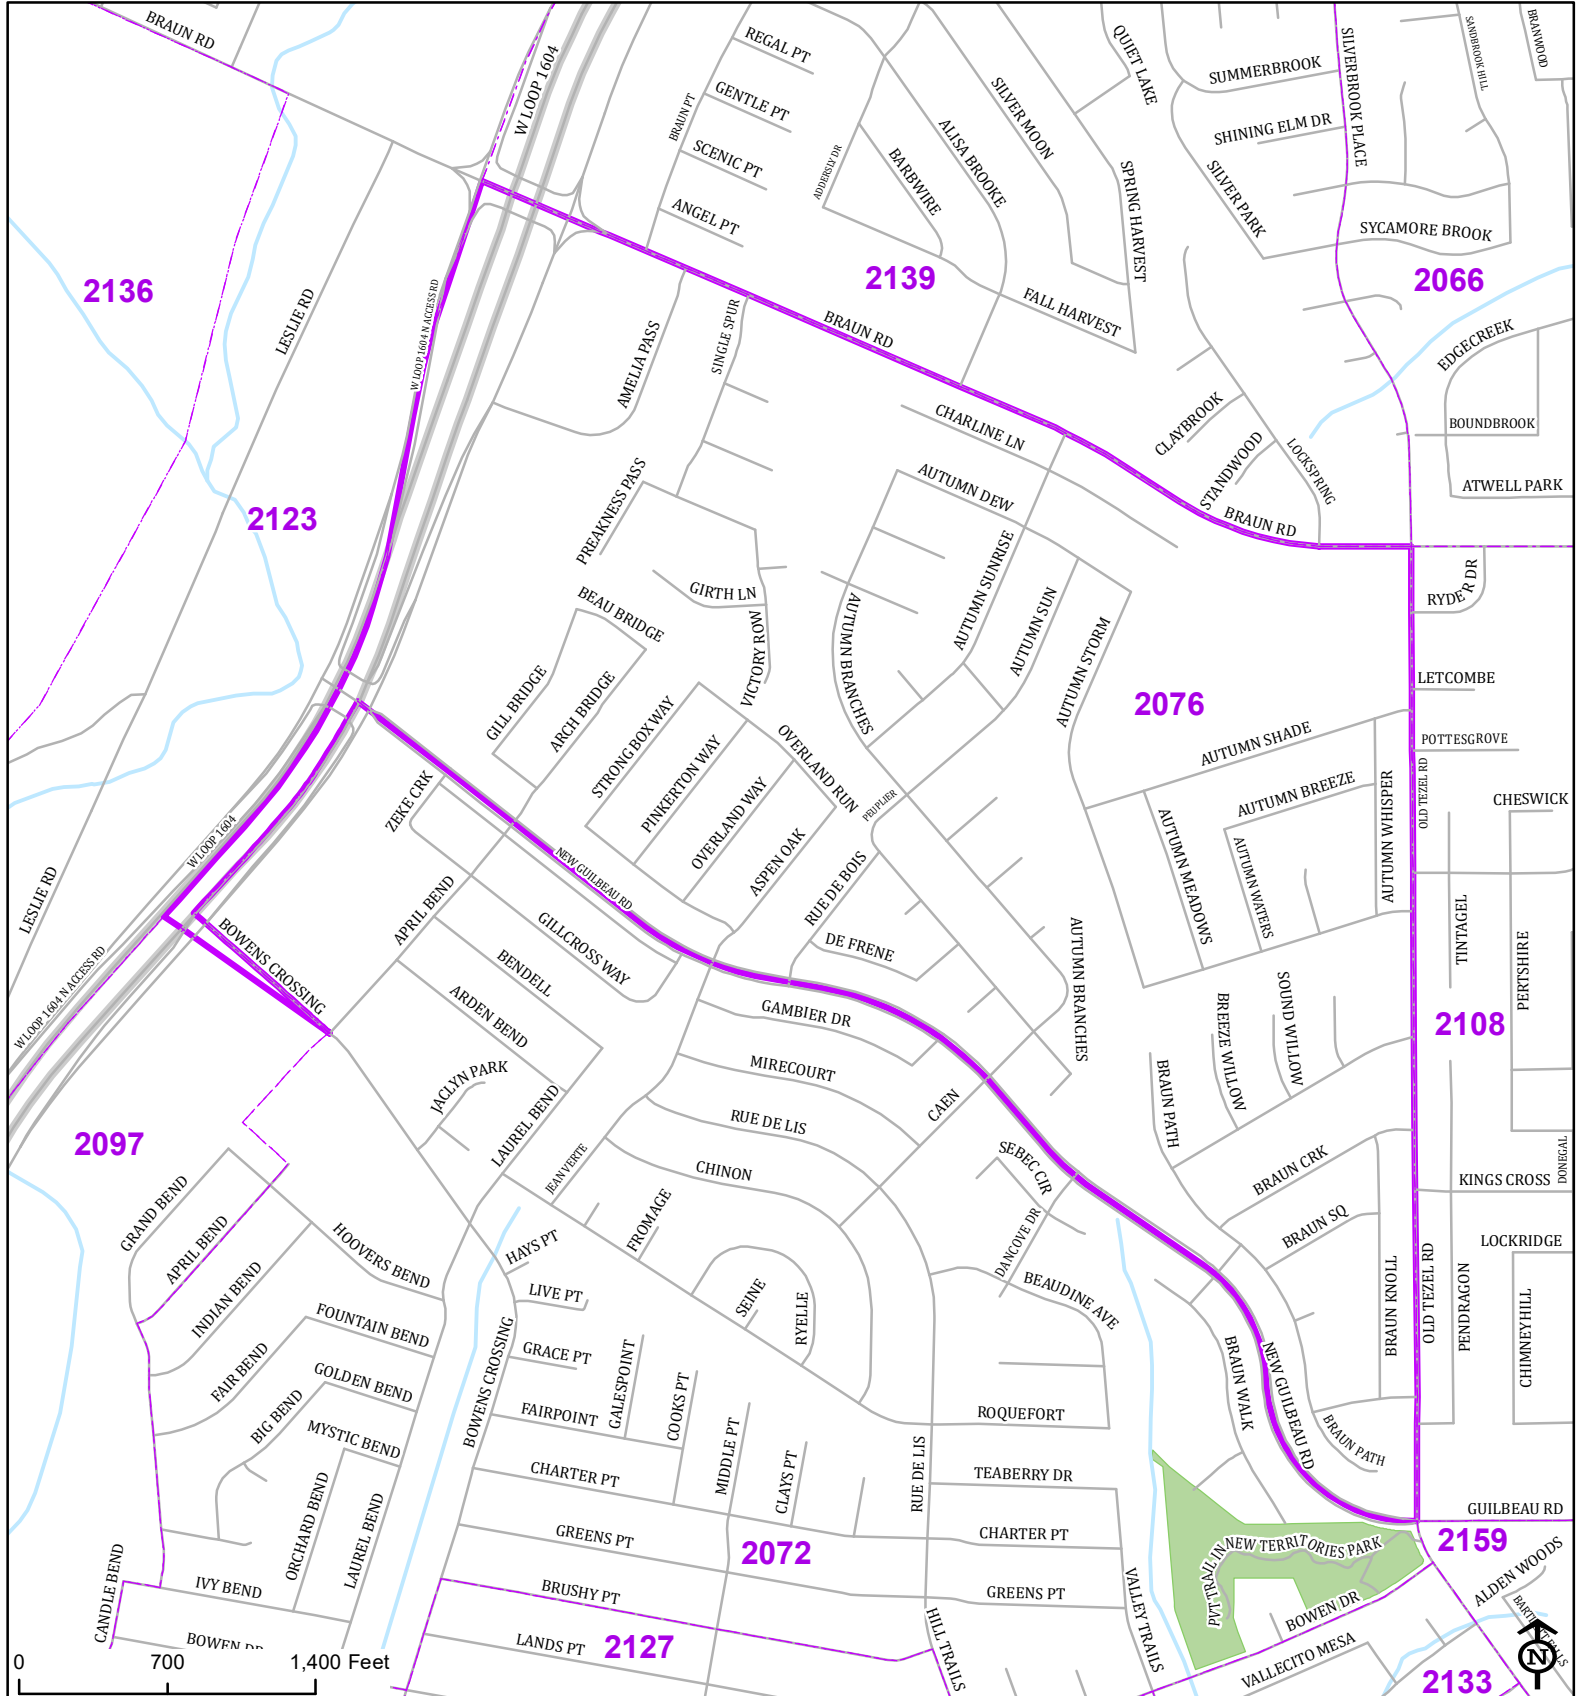 BRAUN RD
W LOOP 1604
REGAL PT
GENTLE PT
BRAUN PT
SCENIC PT
ANGEL PT
ADDERSLY DR
BARBWIRE
ALISA BROOKE
SILVER MOON
QUIET LAKE
SPRING HARVEST
SUMMERBROOK
SHINING ELM DR
SILVER PARK
SILVERBROOK PLACE
SANDBROOK HILL
BRANWOOD
SYCAMORE BROOK
2136
2139
2066
LESLIE RD
W LOOP 1604 N ACCESS RD
AMELIA PASS
SINGLE SPUR
BRAUN RD
FALL HARVEST
EDGECREEK
BOUNDBROOK
ATWELL PARK
CLAYBROOK
STANDWOOD
LOCKSPRING
CHARLINE LN
AUTUMN DEW
BRAUN RD
2123
PREAKNESS PASS
GIRTH LN
BEAU BRIDGE
VICTORY ROW
AUTUMN BRANCHES
AUTUMN SUNRISE
AUTUMN SUN
AUTUMN STORM
RYDER DR
LETCOMBE
2076
GILL BRIDGE
ARCH BRIDGE
STRONG BOX WAY
PINKERTON WAY
OVERLAND WAY
OVERLAND RUN
ASPEN OAK
PEUPLIER
AUTUMN SHADE
AUTUMN BREEZE
POTTESGROVE
OLD TEZEL RD
CHESWICK
AUTUMN WHISPER
AUTUMN MEADOWS
AUTUMN WATERS
ZEKE CRK
W LOOP 1604
NEW GUILBEAU RD
RUE DE BOIS
DE FRENE
LESLIE RD
APRIL BEND
GILLCROSS WAY
BENDELL
BOWENS CROSSING
W LOOP 1604 N ACCESS RD
ARDEN BEND
GAMBIER DR
AUTUMN BRANCHES
TINTAGEL
PERTSHIRE
2108
BREEZE WILLOW
SOUND WILLOW
BRAUN PATH
MIRECOURT
JACLYN PARK
LAUREL BEND
RUE DE LIS
CAEN
2097
CHINON
JEAN VERTE
SEBEC CIR
DANCOVE DR
BRAUN CRK
BRAUN SQ
KINGS CROSS
DONEGAL
LOCKRIDGE
GRAND BEND
APRIL BEND
HOOVERS BEND
INDIAN BEND
HAYS PT
FROMAGE
LIVE PT
SEINE
RYELLE
BEAUDINE AVE
BRAUN KNOLL
OLD TEZEL RD
PENDRAGON
CHIMNEYHILL
FOUNTAIN BEND
FAIR BEND
GOLDEN BEND
BIG BEND
MYSTIC BEND
BOWENS CROSSING
GRACE PT
FAIRPOINT
GALESPOINT
COOKS PT
MIDDLE PT
CLAYS PT
CHARTER PT
ROQUEFORT
RUE DE LIS
TEABERRY DR
BRAUN WALK
NEW GUILBEAU RD
BRAUN PATH
GUILBEAU RD
2159
ORCHARD BEND
LAUREL BEND
GREENS PT
2072
CHARTER PT
NEW TERRITORIES PARK
PVT TRAIL IN
ALDEN WOODS
CANDLE BEND
IVY BEND
BRUSHY PT
GREENS PT
VALLEY TRAILS
HILL TRAILS
BOWEN DR
LANDS PT
2127
VALLECITO MESA
2133
0 700 1,400 Feet
N